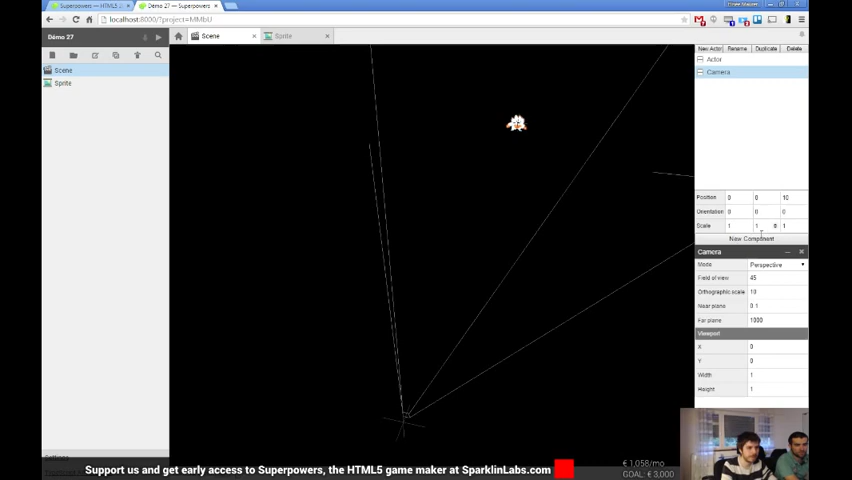 Superpowers — HTML5 2
Démo 27 - Superpowers
localhost:8000/?project=MMbU
Démo 27
Scene
Sprite
New Actor Rename Duplicate Delete
Scene
Sprite
Actor
Camera
Position 0 0 10
Orientation 0 0 0
Scale 1 1 1
New Component
Camera
Mode Perspective
Field of view 45
Orthographic scale 10
Near plane 0.1
Far plane 1000
Viewport
X 0
Y 0
Width 1
Height 1
Settings
€ 1,058/mo
GOAL: € 3,000
Support us and get early access to Superpowers, the HTML5 game maker at SparklinLabs.com